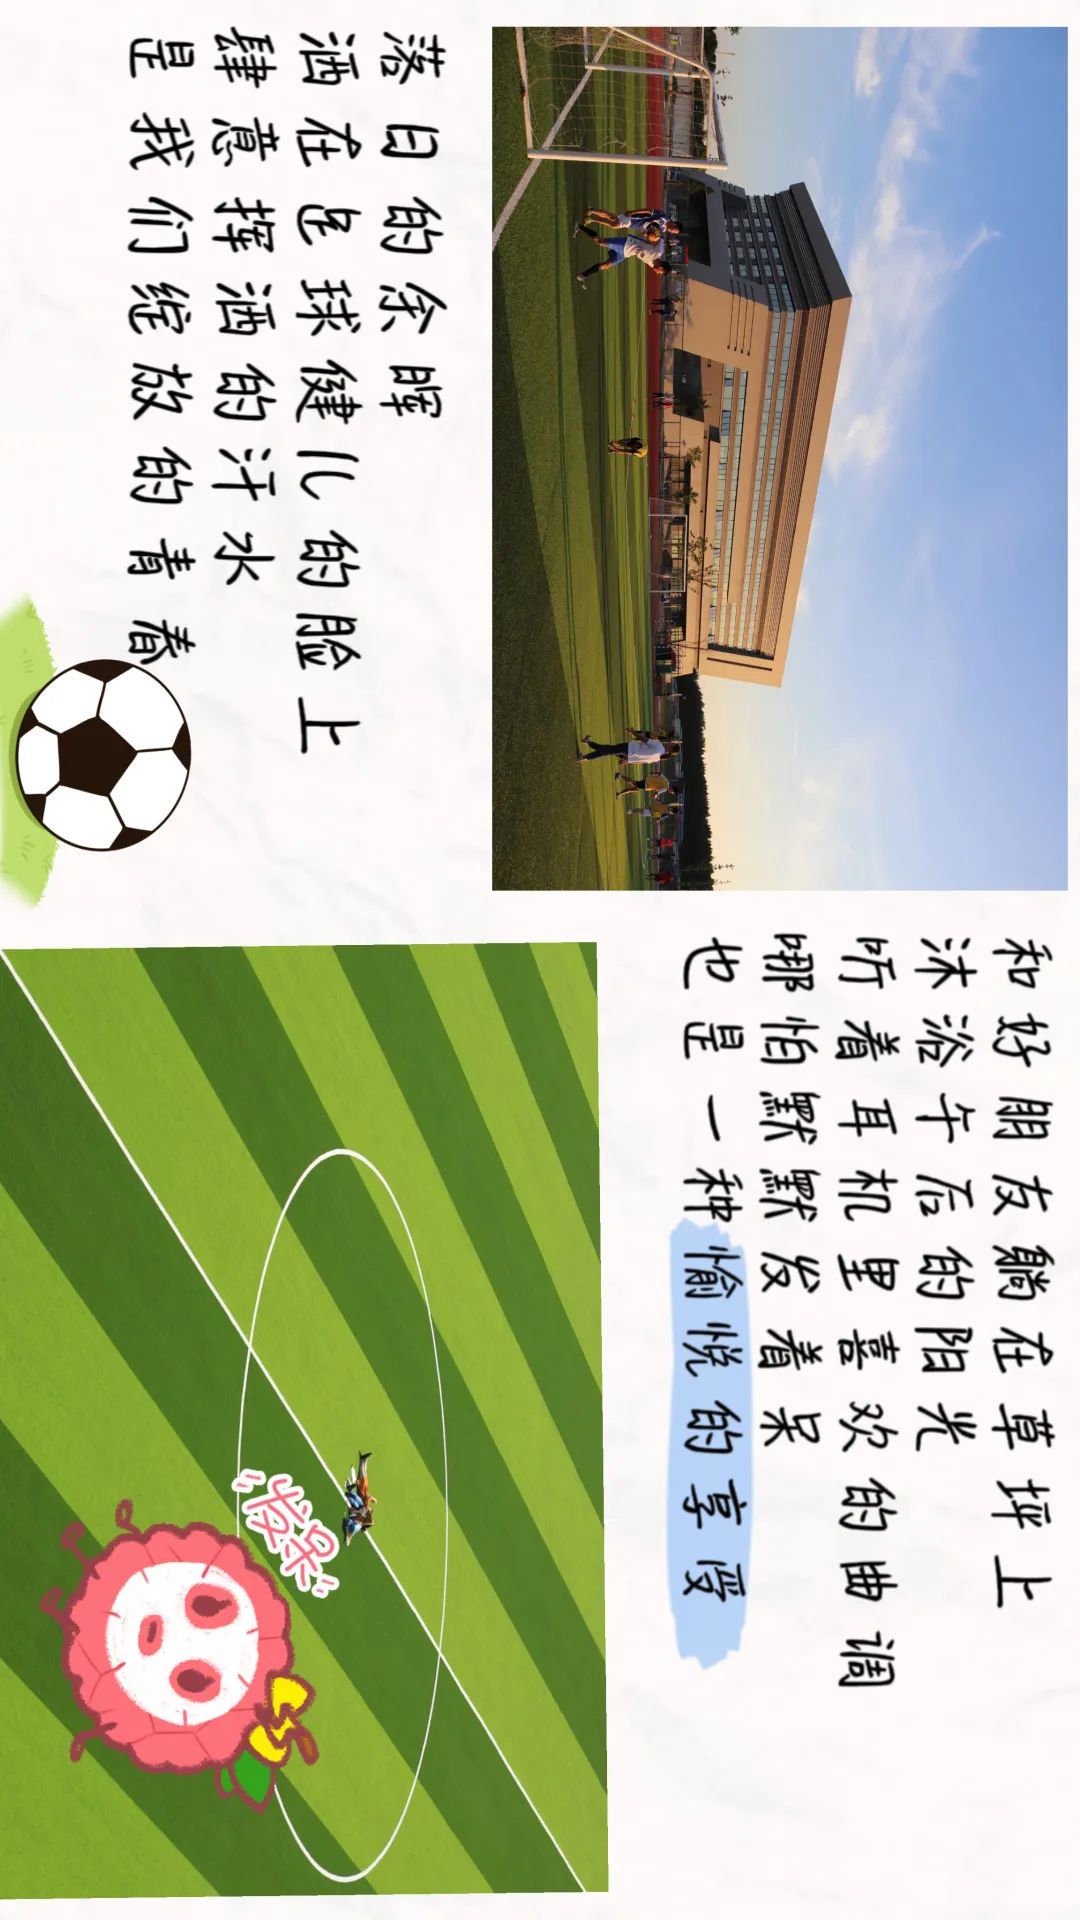 和好朋友躺在草坪上
沐浴午后的阳光
听着耳机里喜欢的曲调
哪怕默默发着呆
也是一种愉悦的享受
落日的余晖
洒在足球健儿的脸上
肆意挥洒的汗水
是我们绽放的青春
发呆